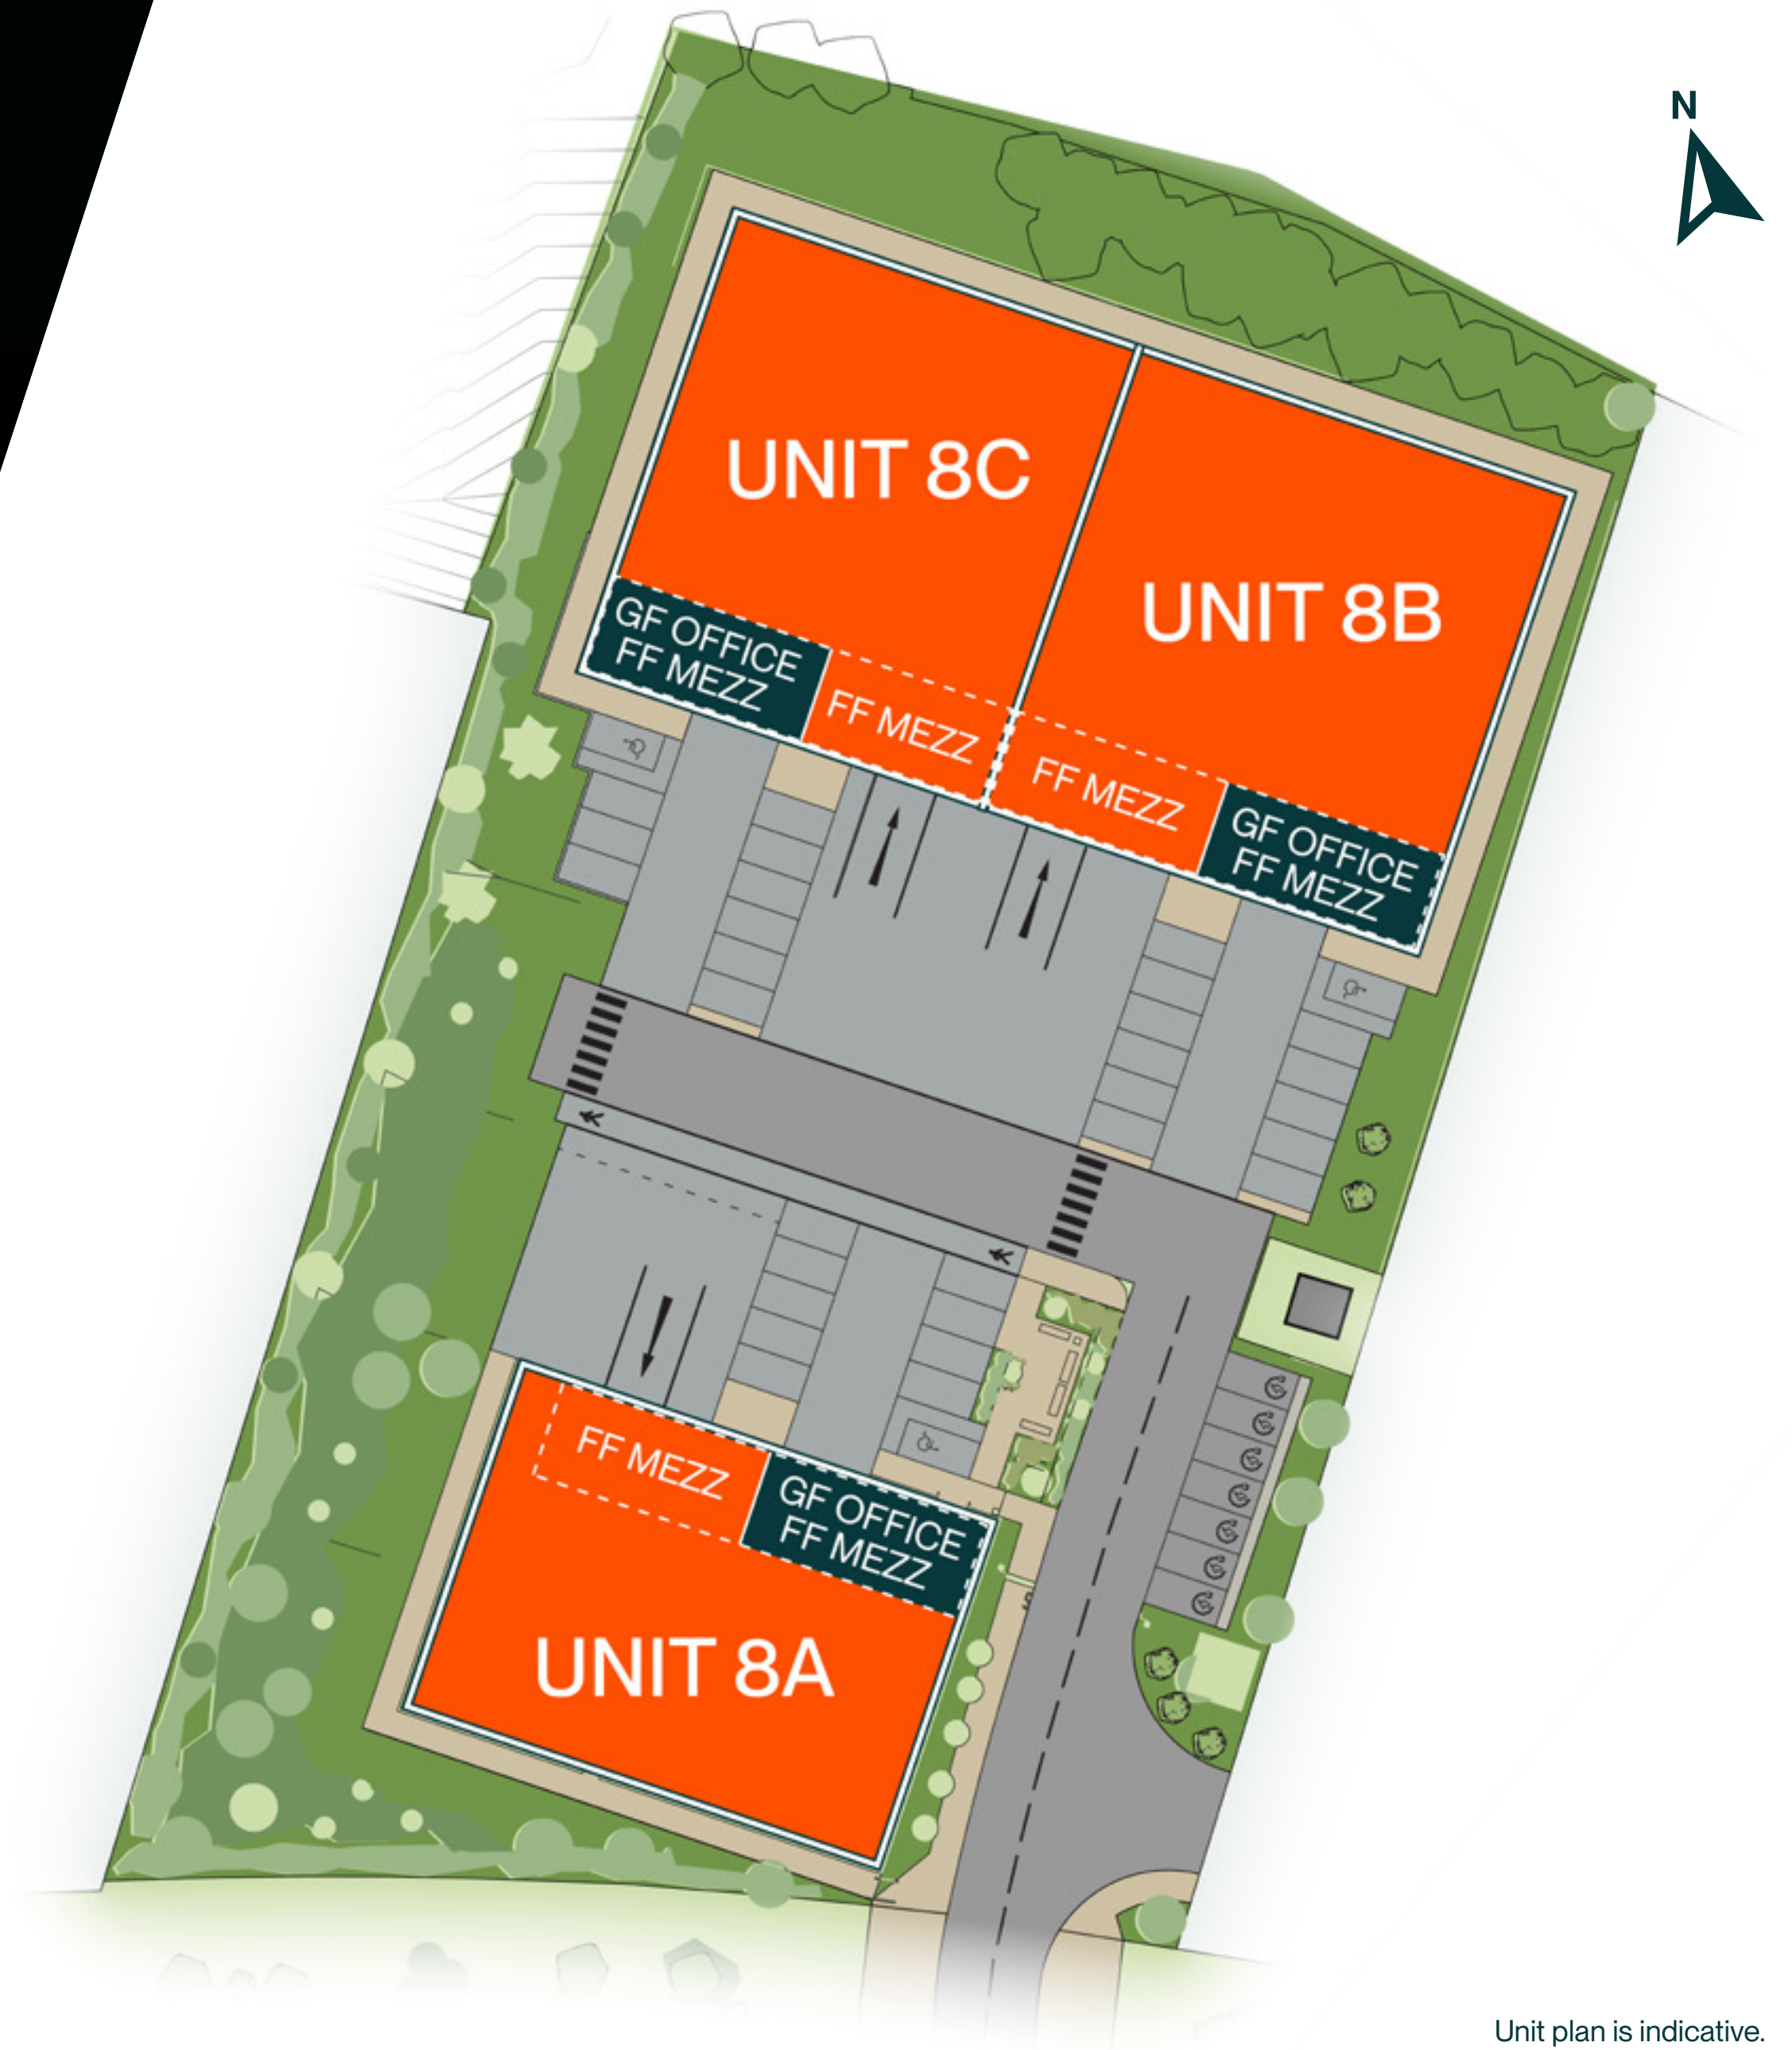 N
UNIT 8C
UNIT 8B
GF OFFICE
FF MEZZ
FF MEZZ
FF MEZZ
GF OFFICE
FF MEZZ
FF MEZZ
GF OFFICE
FF MEZZ
UNIT 8A
Unit plan is indicative.